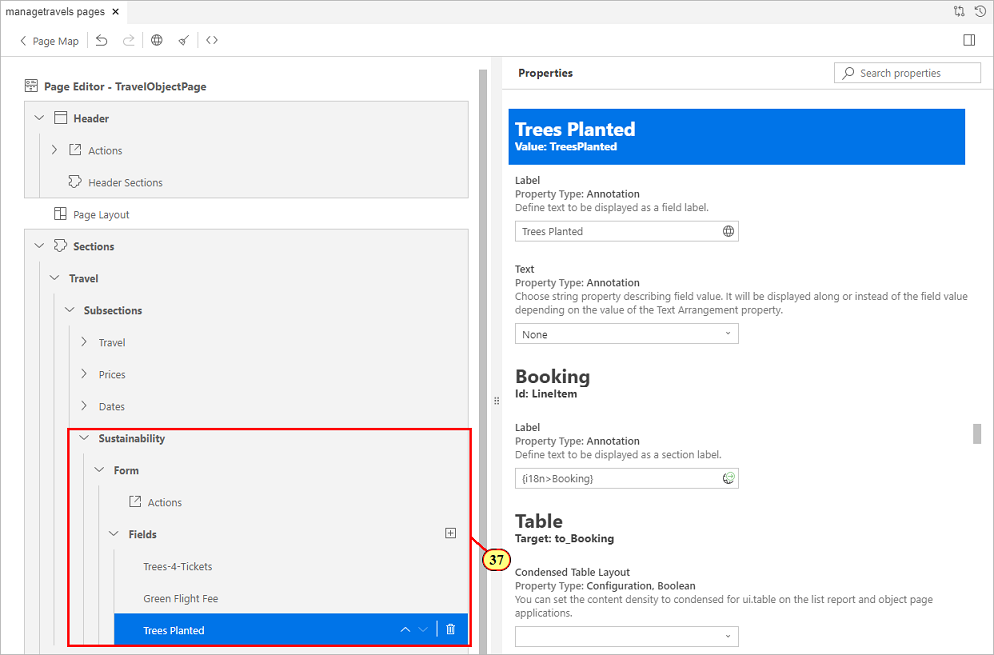 managetravels pages ×
Page Map
Page Editor - TravelObjectPage
Header
Actions
Header Sections
Page Layout
Sections
Travel
Subsections
Travel
Prices
Dates
Sustainability
Form
Actions
Fields
Trees-4-Tickets
Green Flight Fee
Trees Planted
37
Properties
Search properties
Trees Planted
Value: TreesPlanted
Label
Property Type: Annotation
Define text to be displayed as a field label.
Trees Planted
Text
Property Type: Annotation
Choose string property describing field value. It will be displayed along or instead of the field value
depending on the value of the Text Arrangement property.
None
Booking
Id: LineItem
Label
Property Type: Annotation
Define text to be displayed as a section label.
{i18n>Booking}
Table
Target: to_Booking
Condensed Table Layout
Property Type: Configuration, Boolean
You can set the content density to condensed for ui.table on the list report and object page
applications.